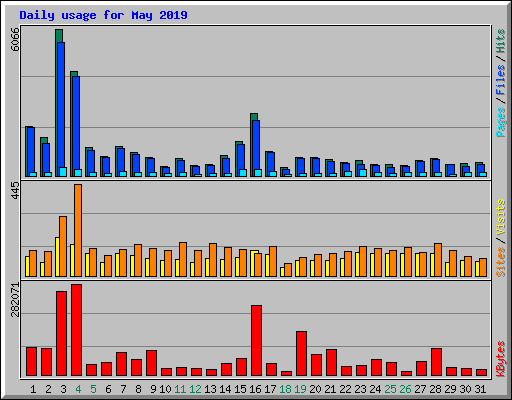 Daily usage for May 2019
6066
Pages / Files / Hits
445
Sites / Visits
282071
KBytes
1 2 3 4 5 6 7 8 9 10 11 12 13 14 15 16 17 18 19 20 21 22 23 24 25 26 27 28 29 30 31